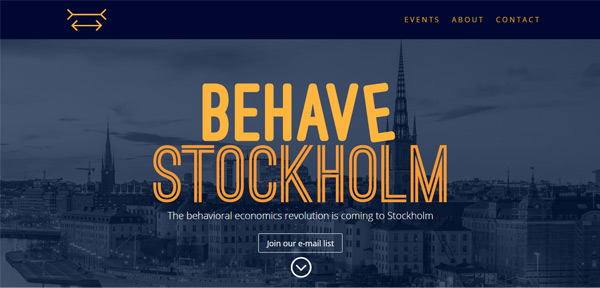 EVENTS ABOUT CONTACT
BEHAVE
STOCKHOLM
The behavioral economics revolution is coming to Stockholm
Join our e-mail list